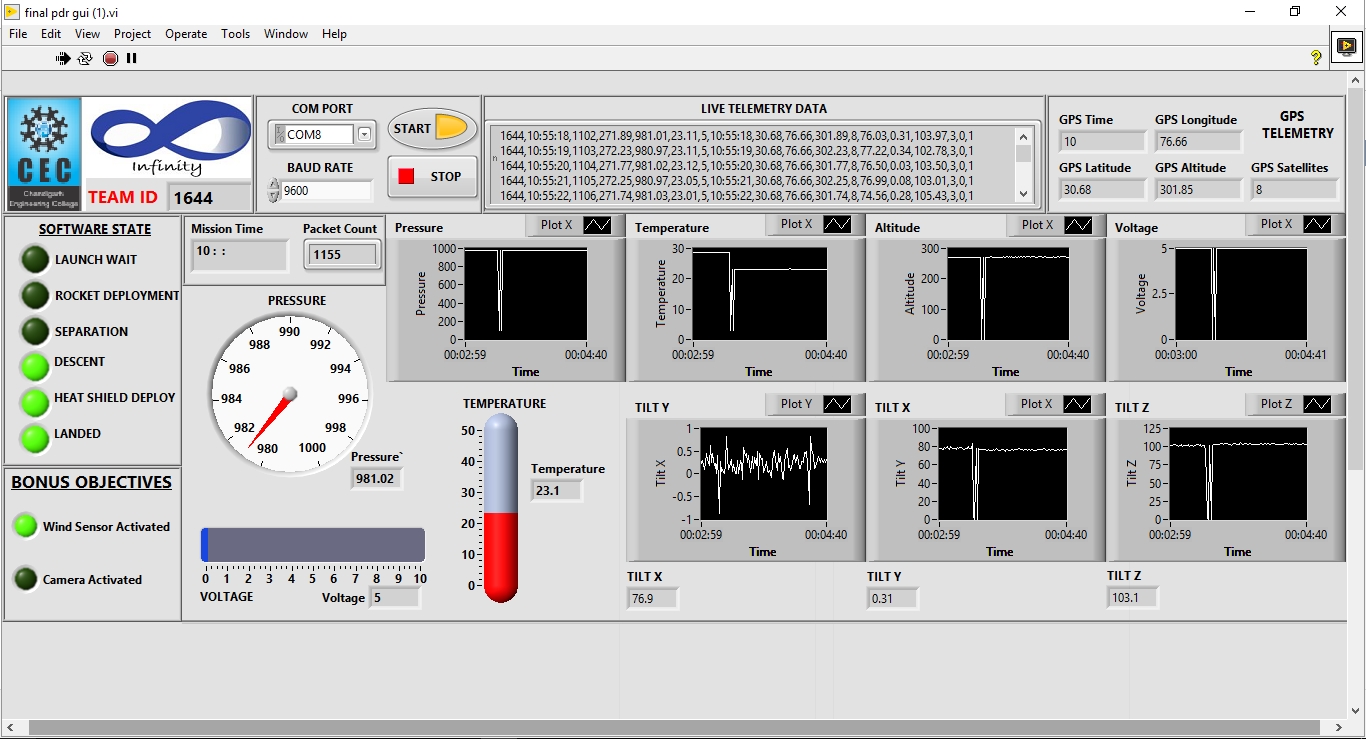 final pdr gui (1).vi
File Edit View Project Operate Tools Window Help
CEC
Chandigarh
Engineering College
Infinity
TEAM ID 1644
COM PORT
COM8
BAUD RATE
9600
START
STOP
LIVE TELEMETRY DATA
1644,10:55:18,1102,271.89,981.01,23.11,5,10:55:18,30.68,76.66,301.89,8,76.03,0.31,103.97,3,0,1
1644,10:55:19,1103,272.23,980.97,23.11,5,10:55:19,30.68,76.66,302.23,8,77.22,0.34,102.78,3,0,1
1644,10:55:20,1104,271.77,981.02,23.12,5,10:55:20,30.68,76.66,301.77,8,76.50,0.03,103.50,3,0,1
1644,10:55:21,1105,272.25,980.97,23.05,5,10:55:21,30.68,76.66,302.25,8,76.99,0.08,103.01,3,0,1
1644,10:55:22,1106,271.74,981.03,23.01,5,10:55:22,30.68,76.66,301.74,8,74.56,0.28,105.43,3,0,1
GPS TELEMETRY
GPS Time
10
GPS Longitude
76.66
GPS Latitude
30.68
GPS Altitude
301.85
GPS Satellites
8
SOFTWARE STATE
LAUNCH WAIT
ROCKET DEPLOYMENT
SEPARATION
DESCENT
HEAT SHIELD DEPLOY
LANDED
BONUS OBJECTIVES
Wind Sensor Activated
Camera Activated
Mission Time
10: :
Packet Count
1155
PRESSURE
980 982 984 986 988 990 992 994 996 998 1000
Pressure`
981.02
0 1 2 3 4 5 6 7 8 9 10
VOLTAGE
Voltage 5
TEMPERATURE
50
40
30
20
10
0
Temperature
23.1
Pressure
Plot X
Pressure
1000
800
600
400
200
0
00:02:59 00:04:40
Time
Temperature
Plot X
Temperature
30
20
10
0
00:02:59 00:04:40
Time
Altitude
Plot X
Altitude
300
200
100
0
00:02:59 00:04:40
Time
Voltage
Plot X
Voltage
5
2.5
0
00:03:00 00:04:41
Time
TILT Y
Plot Y
Tilt X
1
0.5
0
-0.5
-1
00:02:59 00:04:40
Time
TILT X
Plot X
Tilt Y
100
80
60
40
20
0
00:02:59 00:04:40
Time
TILT Z
Plot Z
Tilt Z
125
100
75
50
25
0
00:02:59 00:04:40
Time
TILT X
76.9
TILT Y
0.31
TILT Z
103.1